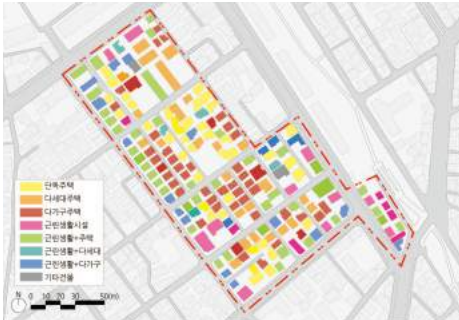 단독주택
다세대주택
다가구주택
근린생활시설
근린생활+주택
근린생활+다세대
근린생활+다가구
기타건물
N 0 10 20 30 50(m)